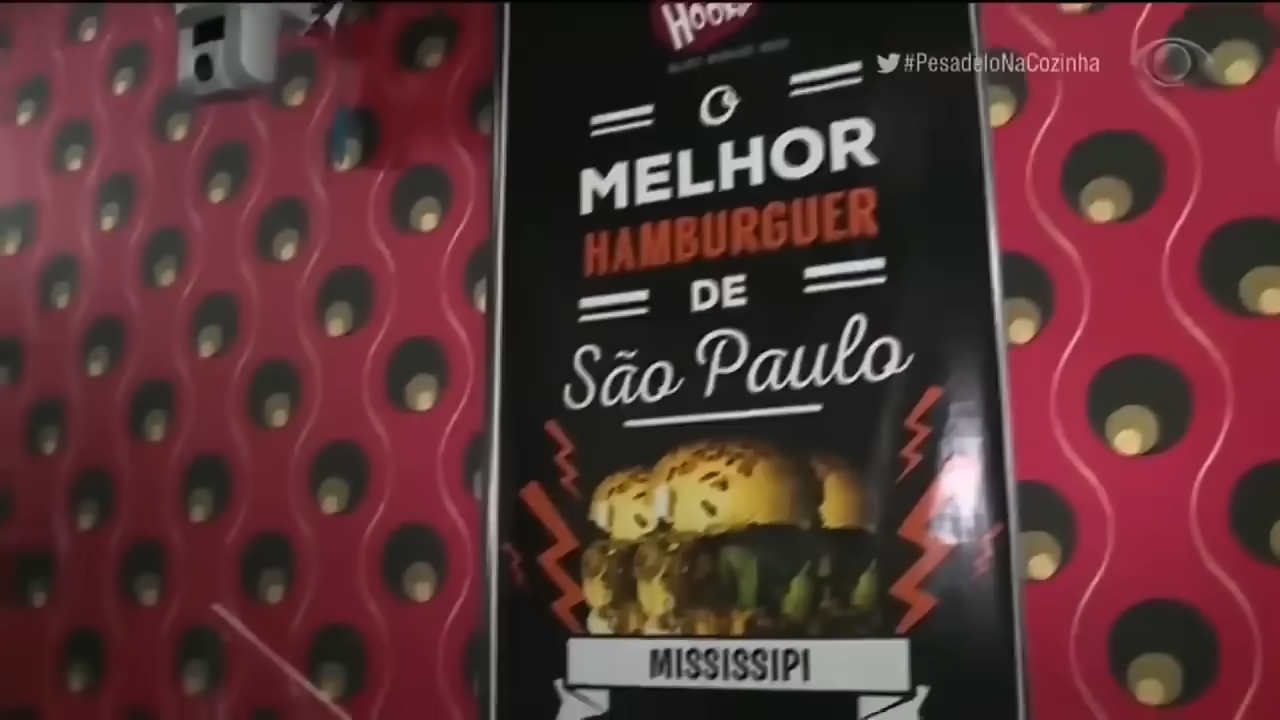 #PesadeloNaCozinha
O
MELHOR
HAMBURGUER
DE
São Paulo
MISSISSIPI